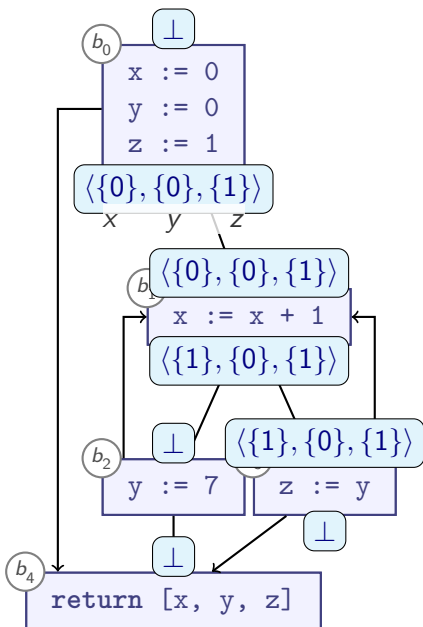 ⊥
b₀
x := 0
y := 0
z := 1
⟨{0}, {0}, {1}⟩
x y z
⟨{0}, {0}, {1}⟩
x := x + 1
⟨{1}, {0}, {1}⟩
⊥
⟨{1}, {0}, {1}⟩
b₂
y := 7
z := y
⊥
⊥
b₄
return [x, y, z]